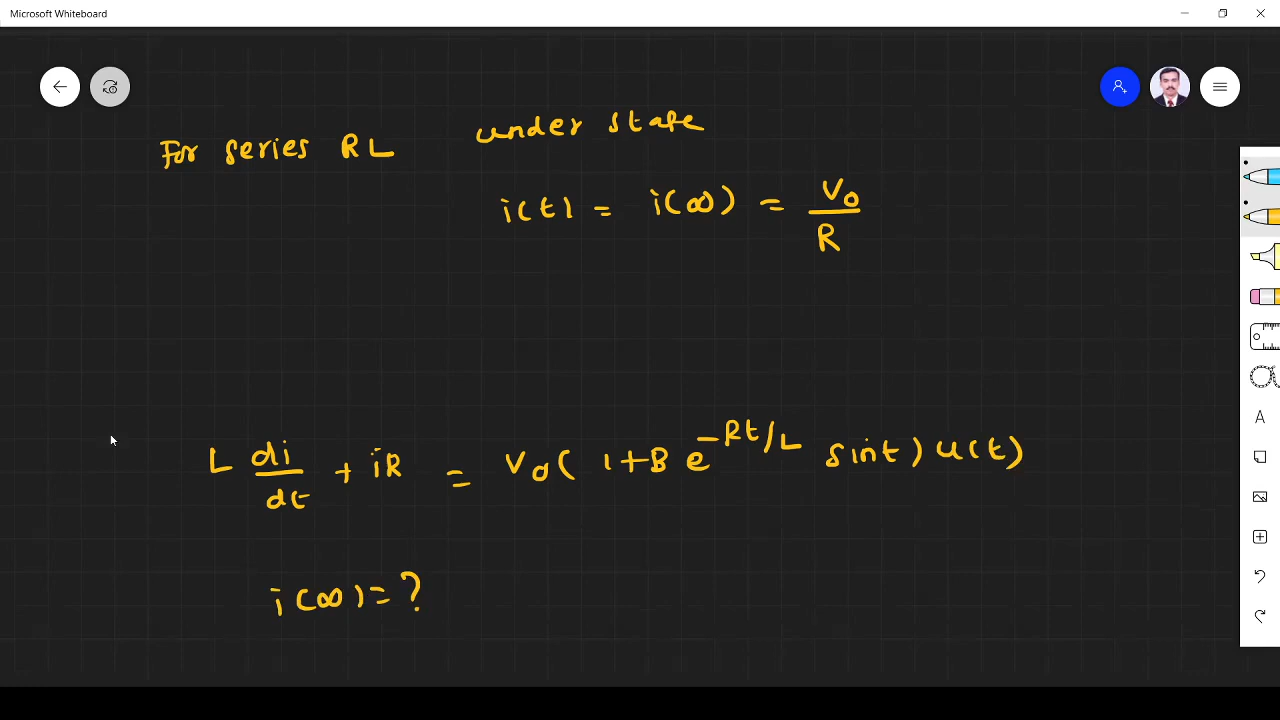 Microsoft Whiteboard
For series RL under state
i(t) = i(∞) = V0/R
L di/dt + iR = V0(1+B e^-Rt/L sint)u(t)
i(∞)=?
A